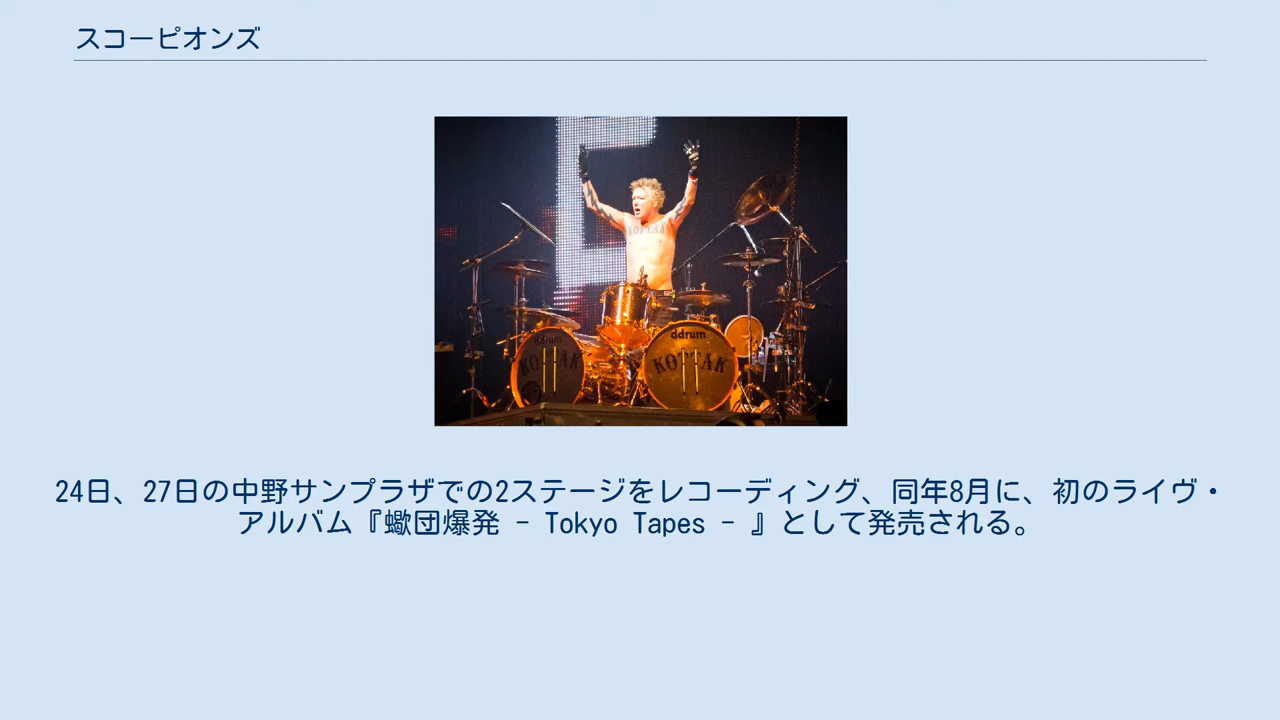 スコーピオンズ
KOTTAK
ddrum
ddrum
KOTTAK
KOTTAK
24日、27日の中野サンプラザでの2ステージをレコーディング、同年8月に、初のライヴ・
アルバム『蠍団爆発 - Tokyo Tapes - 』として発売される。